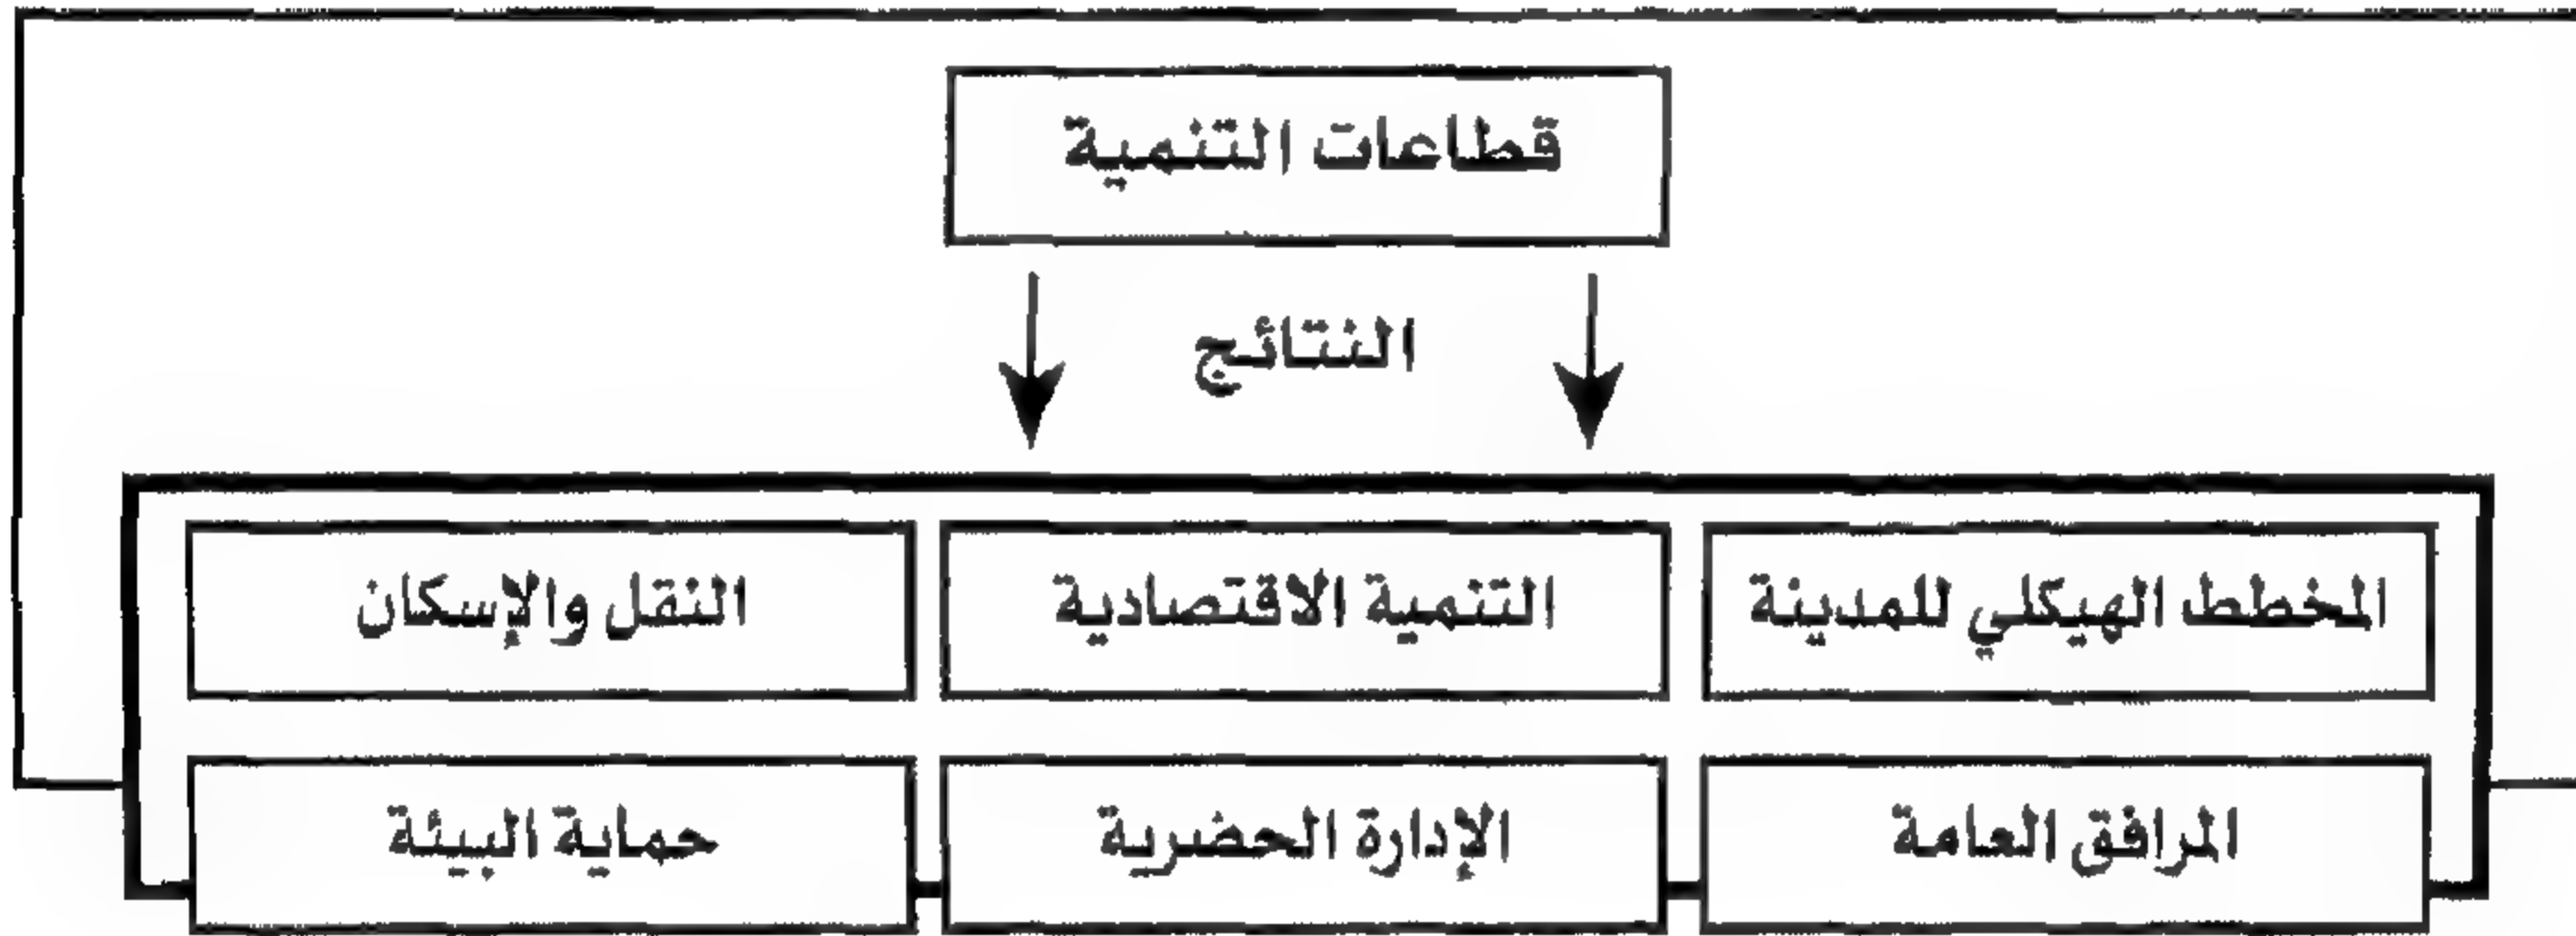 قطاعات التنمية
النتائج
المخطط الهيكلي للمدينة
التنمية الاقتصادية
النقل والإسكان
المرافق العامة
الإدارة الحضرية
حماية البيئة